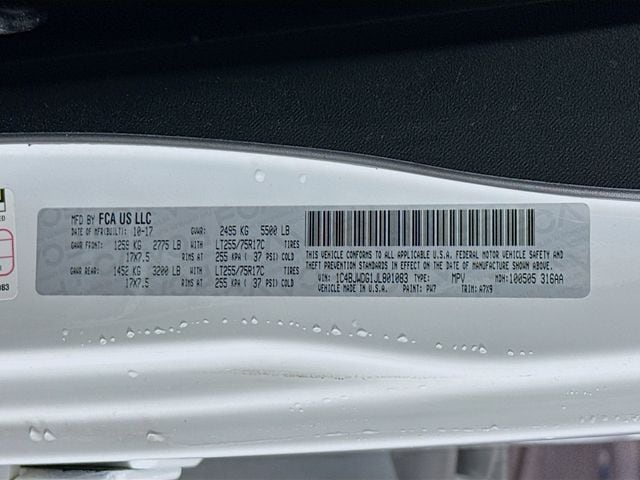 MFD BY FCA US LLC
DATE OF MFR(BUILT): 10-17 GVWR: 2495 KG 5500 LB
GAWR FRONT: 1259 KG 2775 LB WITH LT255/75R17C TIRES
17X7.5 RIMS AT 255 KPA( 37 PSI) COLD
GAWR REAR: 1452 KG 3200 LB WITH LT255/75R17C TIRES
17X7.5 RIMS AT 255 KPA( 37 PSI) COLD
THIS VEHICLE CONFORMS TO ALL APPLICABLE U.S.A. FEDERAL MOTOR VEHICLE SAFETY AND
THEFT PREVENTION STANDARDS IN EFFECT ON THE DATE OF MANUFACTURE SHOWN ABOVE.
VIN: 1C4BJWDG1JL801083 TYPE: MPV MDH: 100505 316AA
VEHICLE MADE IN U.S.A. PAINT: PW7 TRIM: A7X9